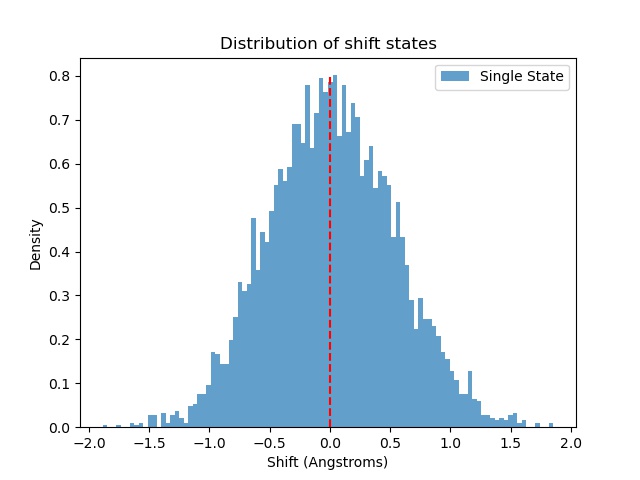 Distribution of shift states
Single State
Density
0.8
0.7
0.6
0.5
0.4
0.3
0.2
0.1
0.0
−2.0 −1.5 −1.0 −0.5 0.0 0.5 1.0 1.5 2.0
Shift (Angstroms)